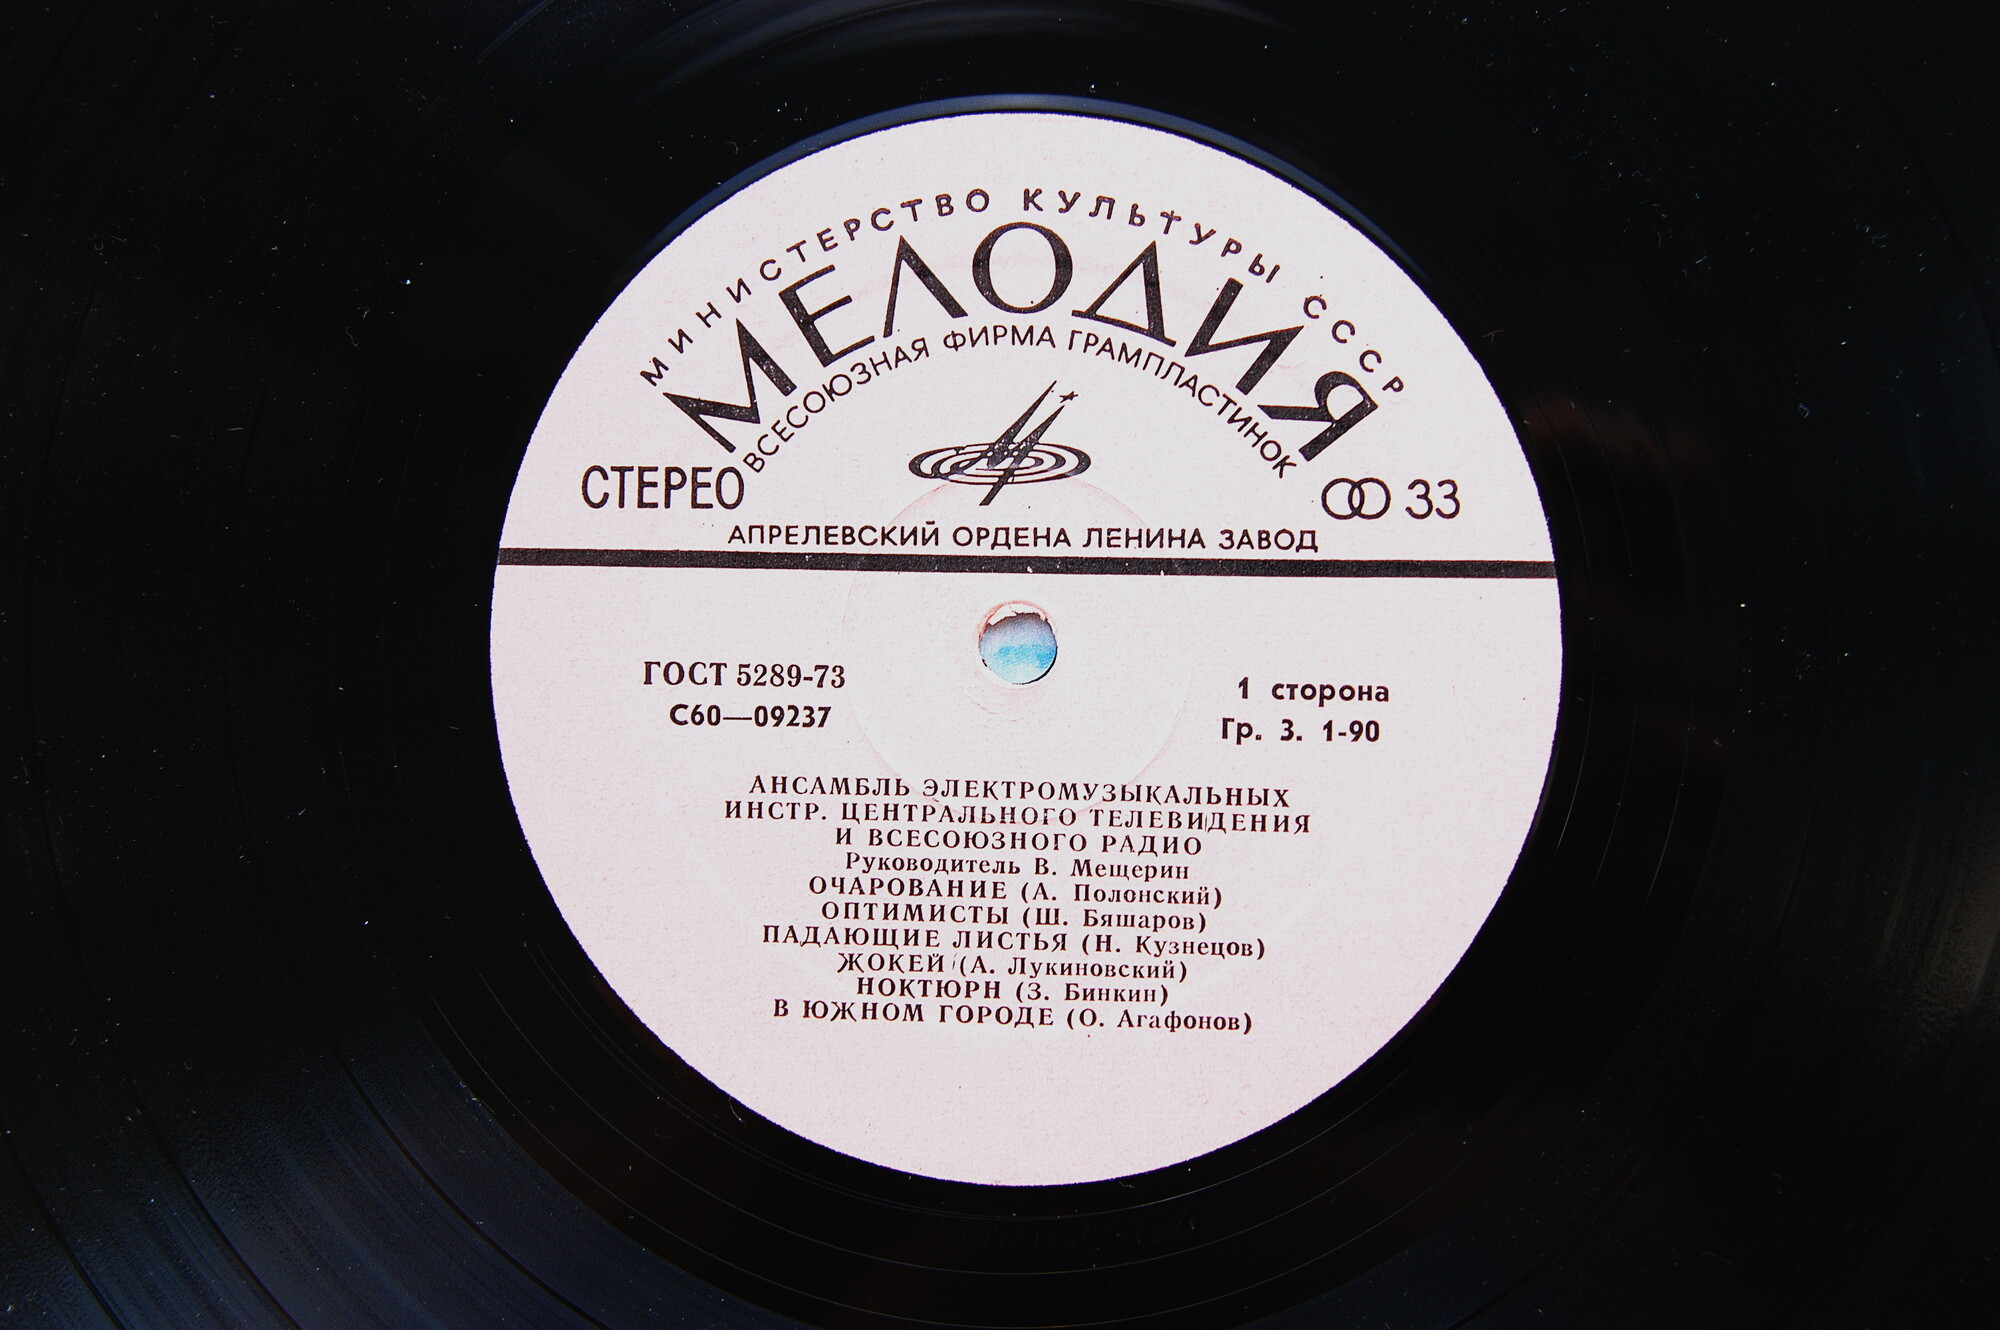 МИНИСТЕРСТВО КУЛЬТУРЫ СССР
МЕЛОДИЯ
ВСЕСОЮЗНАЯ ФИРМА ГРАМПЛАСТИНОК
СТЕРЕО
33
АПРЕЛЕВСКИЙ ОРДЕНА ЛЕНИНА ЗАВОД
ГОСТ 5289-73
С60—09237
1 сторона
Гр. 3. 1-90
АНСАМБЛЬ ЭЛЕКТРОМУЗЫКАЛЬНЫХ
ИНСТР. ЦЕНТРАЛЬНОГО ТЕЛЕВИДЕНИЯ
И ВСЕСОЮЗНОГО РАДИО
Руководитель В. Мещерин
ОЧАРОВАНИЕ (А. Полонский)
ОПТИМИСТЫ (Ш. Бяшаров)
ПАДАЮЩИЕ ЛИСТЬЯ (Н. Кузнецов)
ЖОКЕЙ (А. Лукиновский)
НОКТЮРН (З. Бинкин)
В ЮЖНОМ ГОРОДЕ (О. Агафонов)